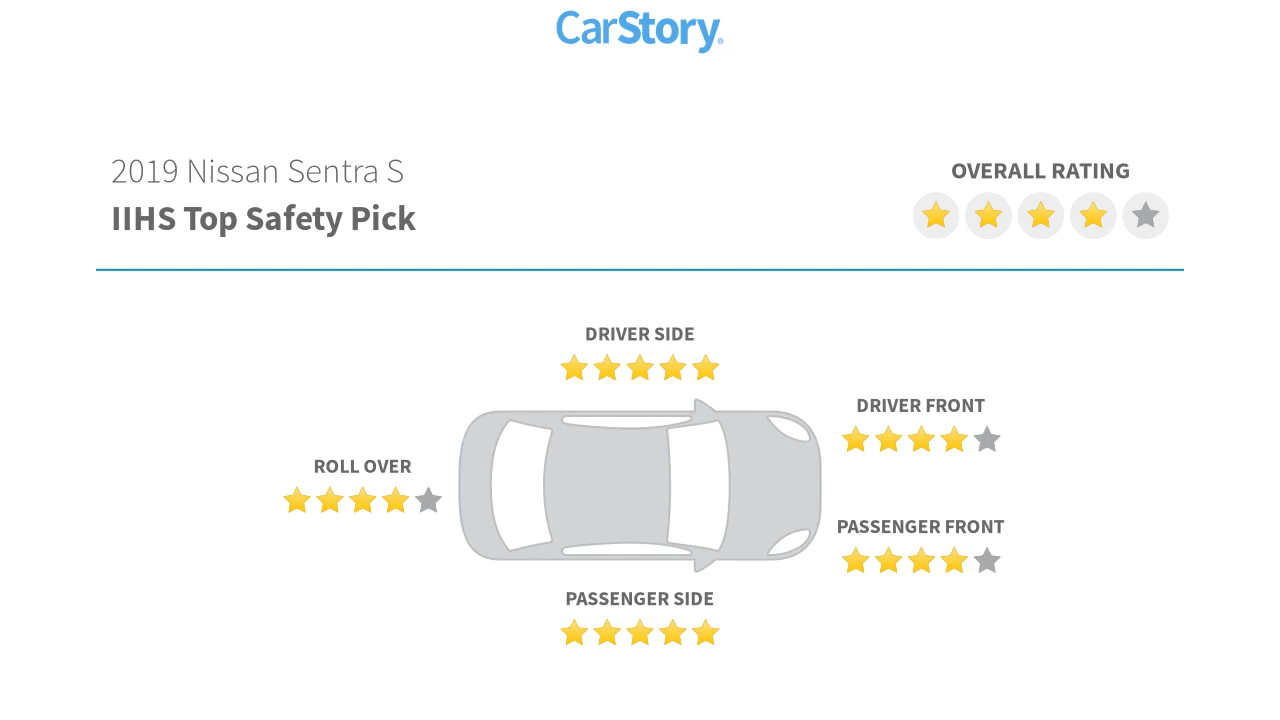 CarStory®
2019 Nissan Sentra S
IIHS Top Safety Pick
OVERALL RATING
DRIVER SIDE
DRIVER FRONT
ROLL OVER
PASSENGER FRONT
PASSENGER SIDE